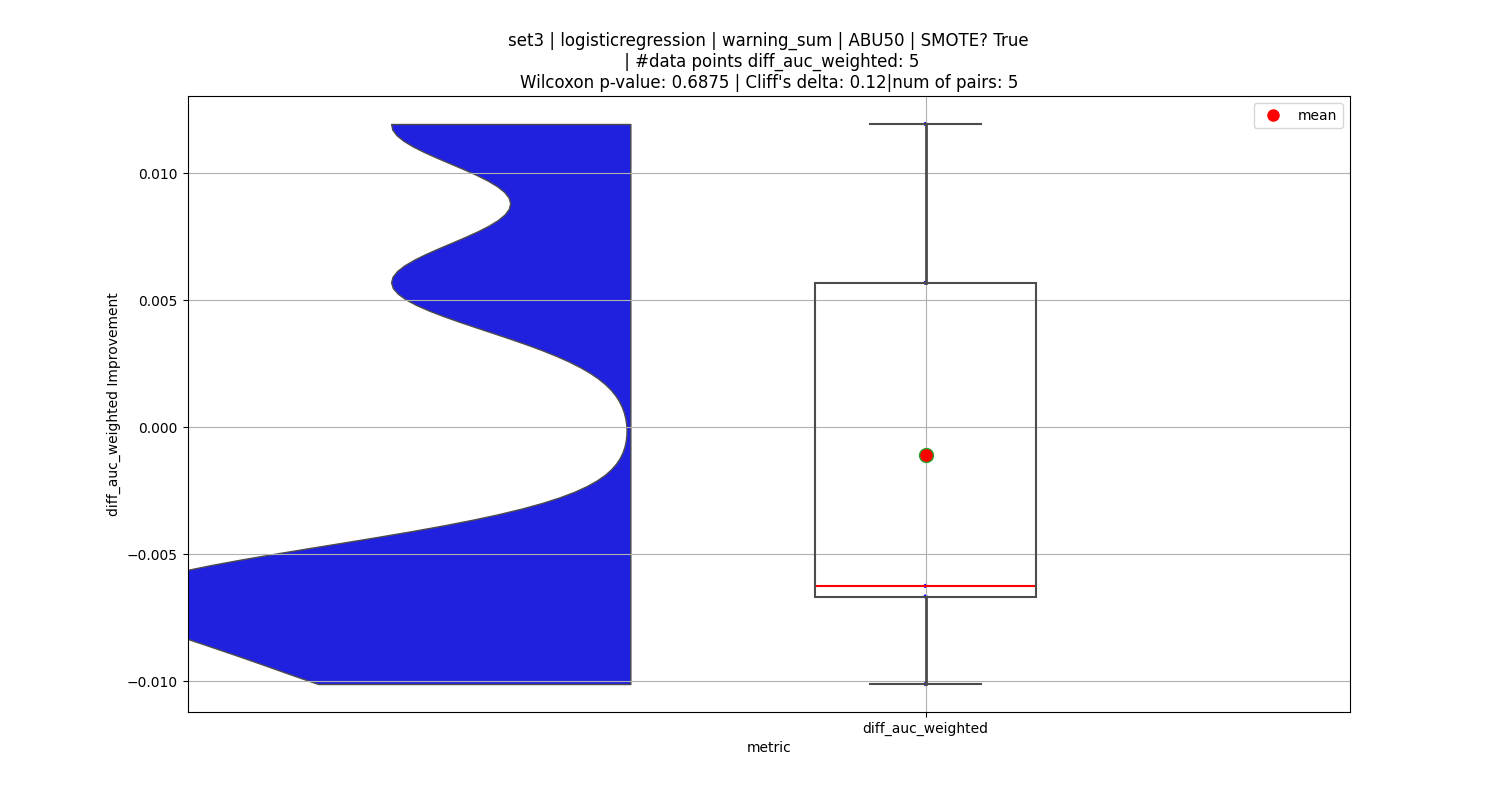 set3 | logisticregression | warning_sum | ABU50 | SMOTE? True
| #data points diff_auc_weighted: 5
Wilcoxon p-value: 0.6875 | Cliff's delta: 0.12|num of pairs: 5
mean
0.010
0.005
0.000
−0.005
−0.010
diff_auc_weighted Improvement
diff_auc_weighted
metric